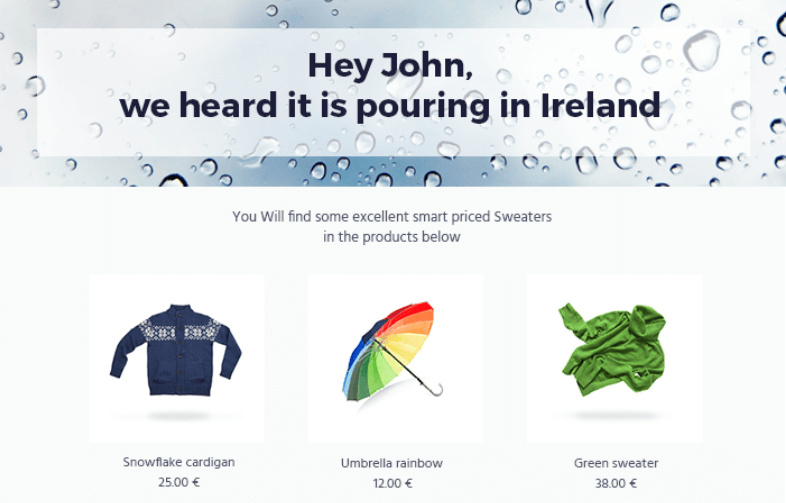 Hey John,
we heard it is pouring in Ireland
You Will find some excellent smart priced Sweaters
in the products below
Snowflake cardigan
25.00 €
Umbrella rainbow
12.00 €
Green sweater
38.00 €